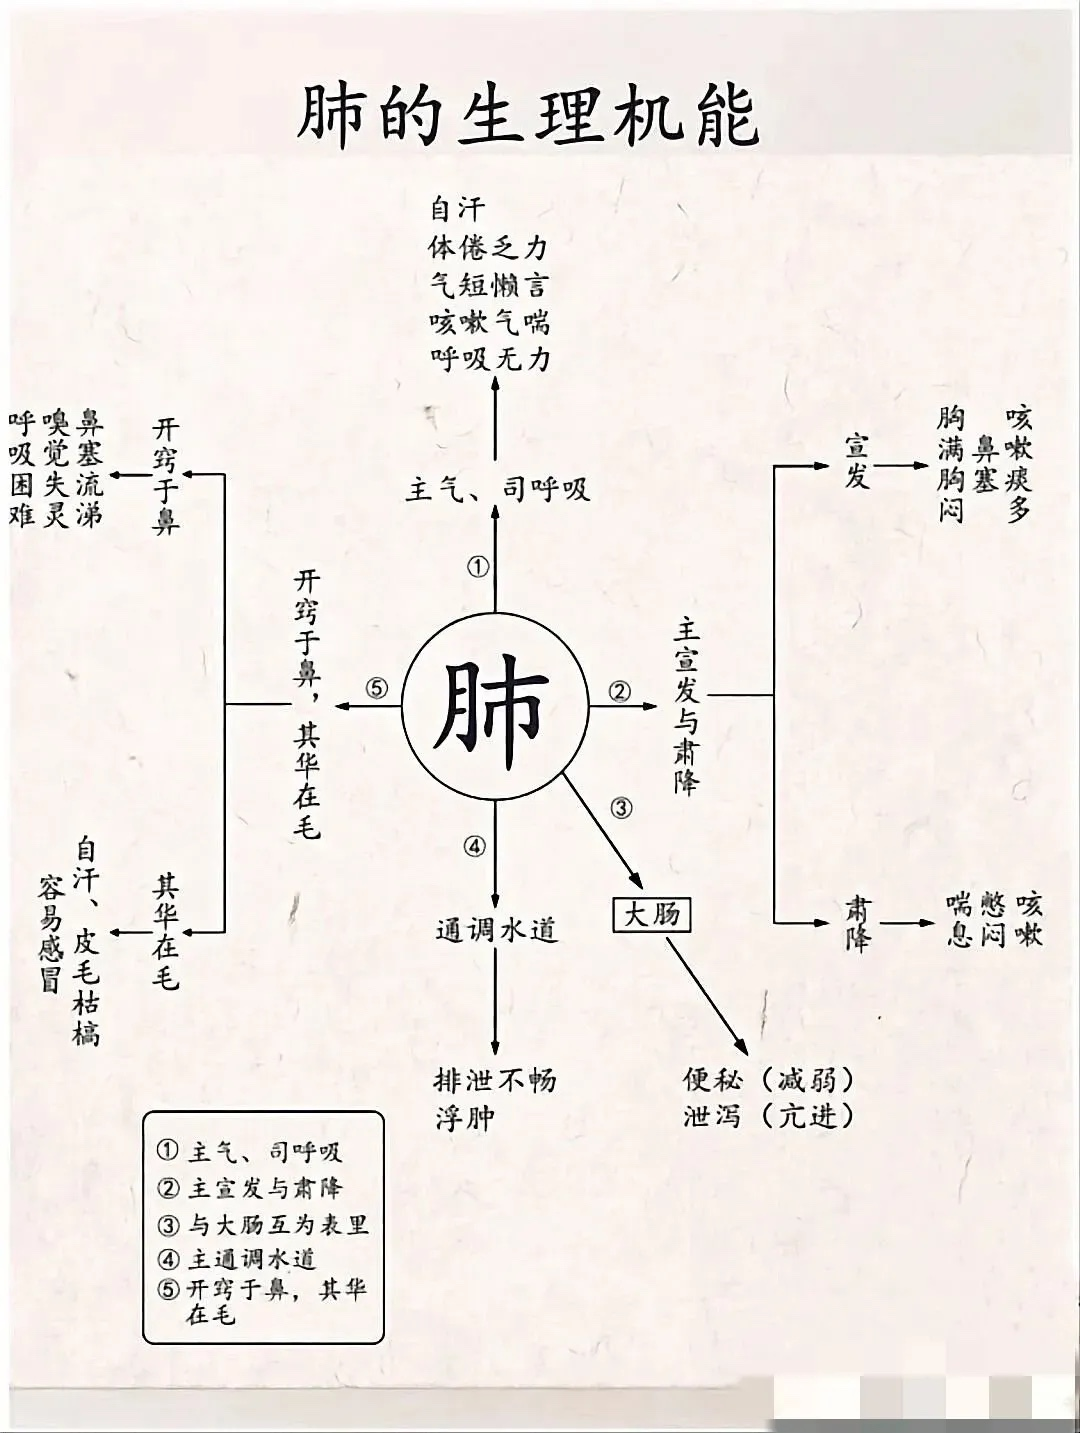 肺的生理机能
自汗
体倦乏力
气短懒言
咳嗽气喘
呼吸无力
主气、司呼吸
①
肺
②
主宣发与肃降
宣发
咳嗽痰多
鼻塞
胸满胸闷
肃降
咳嗽
憋闷
喘息
③
大肠
便秘（减弱）
泄泻（亢进）
④
通调水道
排泄不畅
浮肿
⑤
开窍于鼻，其华在毛
开窍于鼻
鼻塞流涕
嗅觉失灵
呼吸困难
其华在毛
自汗、皮毛枯槁
容易感冒
① 主气、司呼吸
② 主宣发与肃降
③ 与大肠互为表里
④ 主通调水道
⑤ 开窍于鼻，其华
在毛